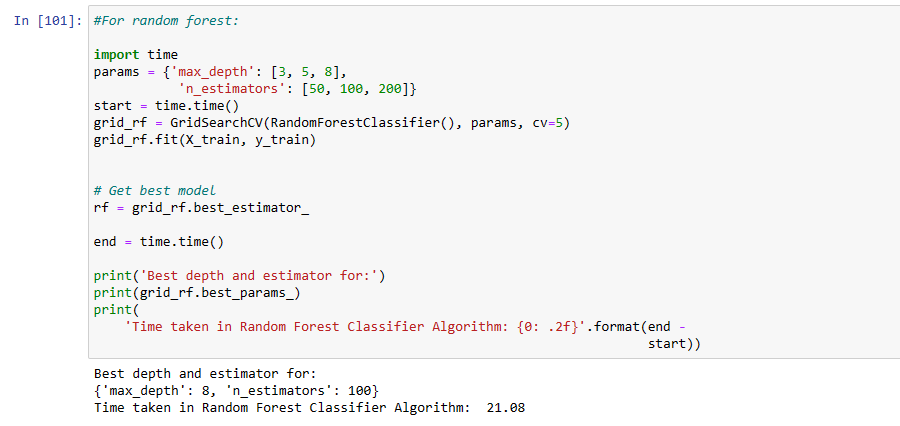 In [101]: #For random forest:
import time
params = {'max_depth': [3, 5, 8],
'n_estimators': [50, 100, 200]}
start = time.time()
grid_rf = GridSearchCV(RandomForestClassifier(), params, cv=5)
grid_rf.fit(X_train, y_train)
# Get best model
rf = grid_rf.best_estimator_
end = time.time()
print('Best depth and estimator for:')
print(grid_rf.best_params_)
print(
'Time taken in Random Forest Classifier Algorithm: {0: .2f}'.format(end -
start))
Best depth and estimator for:
{'max_depth': 8, 'n_estimators': 100}
Time taken in Random Forest Classifier Algorithm:  21.08